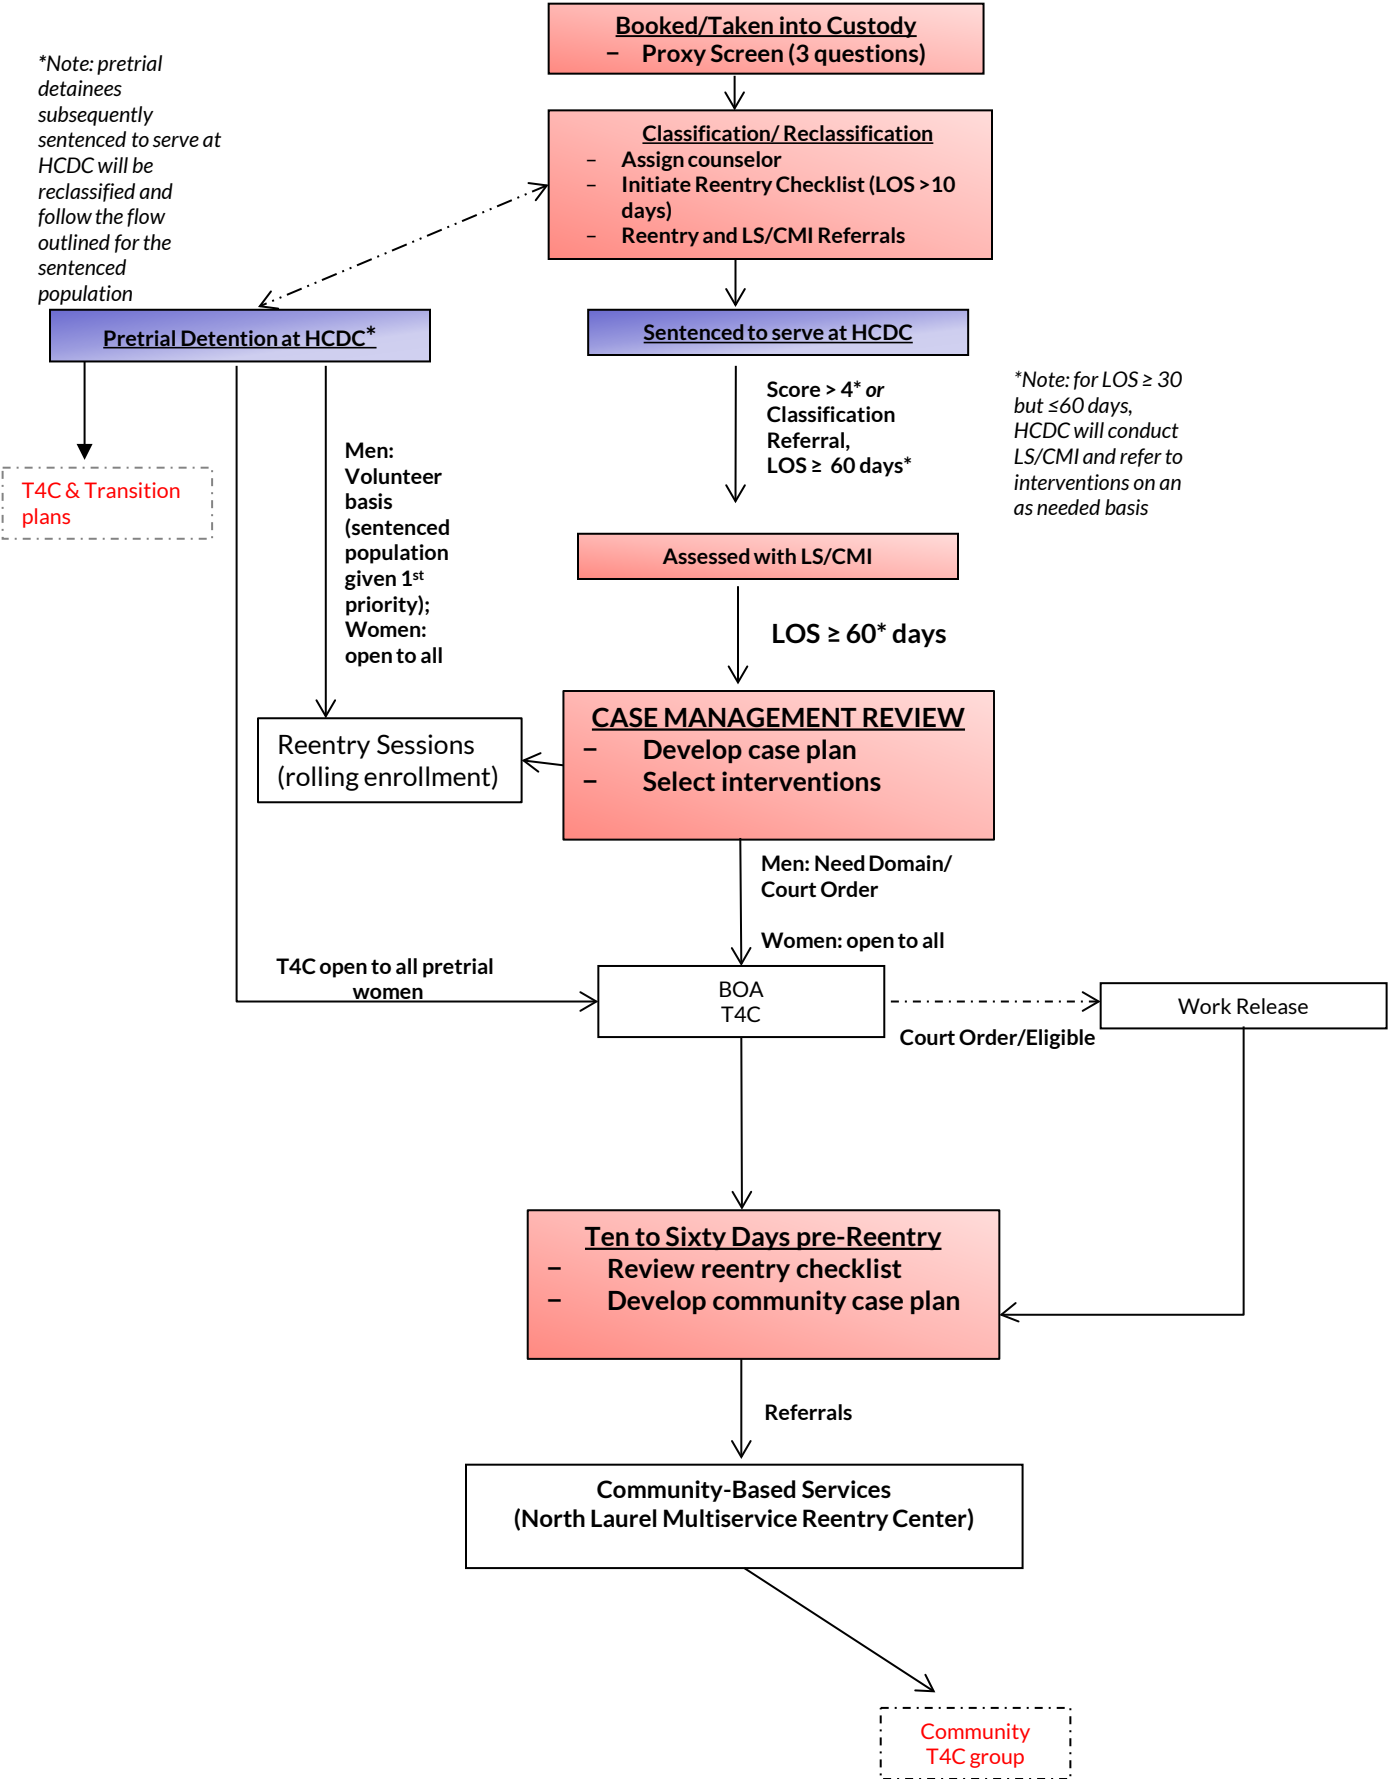 Booked/Taken into Custody
– Proxy Screen (3 questions)
*Note: pretrial
detainees
subsequently
sentenced to serve at
HCDC will be
reclassified and
follow the flow
outlined for the
sentenced
population
Classification/ Reclassification
– Assign counselor
– Initiate Reentry Checklist (LOS >10
days)
– Reentry and LS/CMI Referrals
Pretrial Detention at HCDC*
Sentenced to serve at HCDC
Score > 4* or
Classification
Referral,
LOS ≥ 60 days*
*Note: for LOS ≥ 30
but ≤60 days,
HCDC will conduct
LS/CMI and refer to
interventions on an
as needed basis
T4C & Transition
plans
Men:
Volunteer
basis
(sentenced
population
given 1st
priority);
Women:
open to all
Assessed with LS/CMI
LOS ≥ 60* days
CASE MANAGEMENT REVIEW
– Develop case plan
– Select interventions
Reentry Sessions
(rolling enrollment)
Men: Need Domain/
Court Order
Women: open to all
T4C open to all pretrial
women
BOA
T4C
Court Order/Eligible
Work Release
Ten to Sixty Days pre-Reentry
– Review reentry checklist
– Develop community case plan
Referrals
Community-Based Services
(North Laurel Multiservice Reentry Center)
Community
T4C group